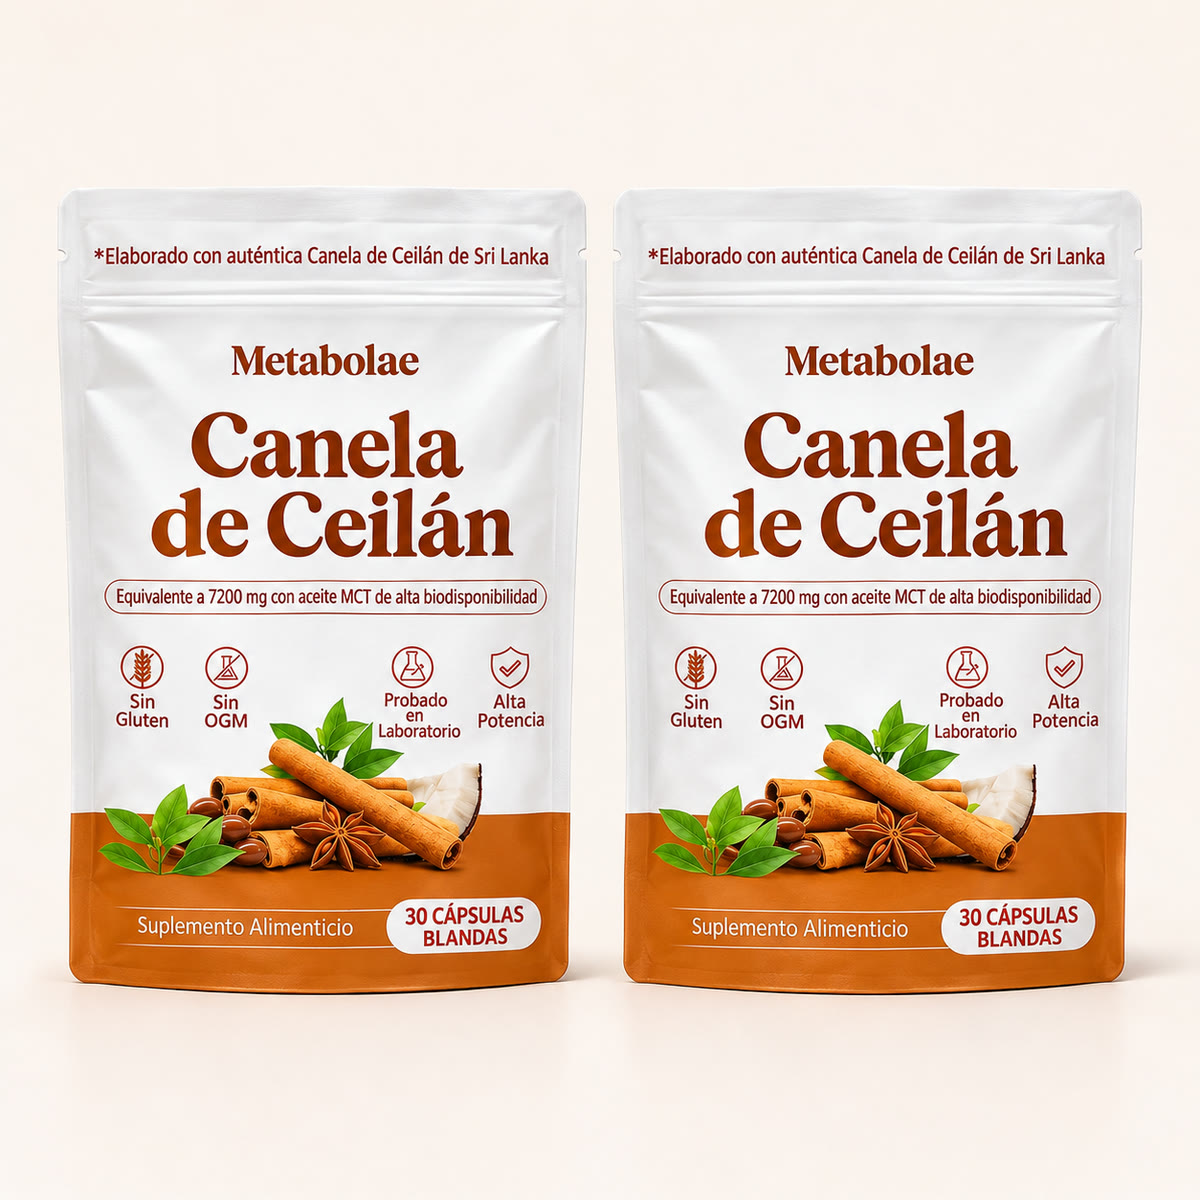 *Elaborado con auténtica Canela de Ceilán de Sri Lanka
Metabolae
Canela
de Ceilán
Equivalente a 7200 mg con aceite MCT de alta biodisponibilidad
Sin
Gluten
Sin
OGM
Probado
en
Laboratorio
Alta
Potencia
Suplemento Alimenticio
30 CÁPSULAS
BLANDAS
*Elaborado con auténtica Canela de Ceilán de Sri Lanka
Metabolae
Canela
de Ceilán
Equivalente a 7200 mg con aceite MCT de alta biodisponibilidad
Sin
Gluten
Sin
OGM
Probado
en
Laboratorio
Alta
Potencia
Suplemento Alimenticio
30 CÁPSULAS
BLANDAS